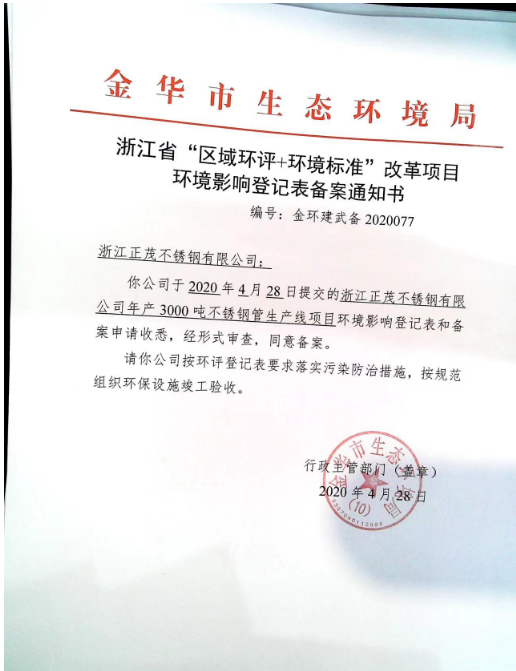 金华市生态环境局
浙江省“区域环评+环境标准”改革项目
环境影响登记表备案通知书
编号：金环建武备 2020077
浙江正茂不锈钢有限公司：
你公司于 2020 年 4 月 28 日提交的浙江正茂不锈钢有限
公司年产 3000 吨不锈钢管生产线项目环境影响登记表和备
案申请收悉，经形式审查，同意备案。
请你公司按环评登记表要求落实污染防治措施，按规范
组织环保设施竣工验收。
行政主管部门（盖章）
2020 年 4 月 28 日
金华市生态环境局
（10）